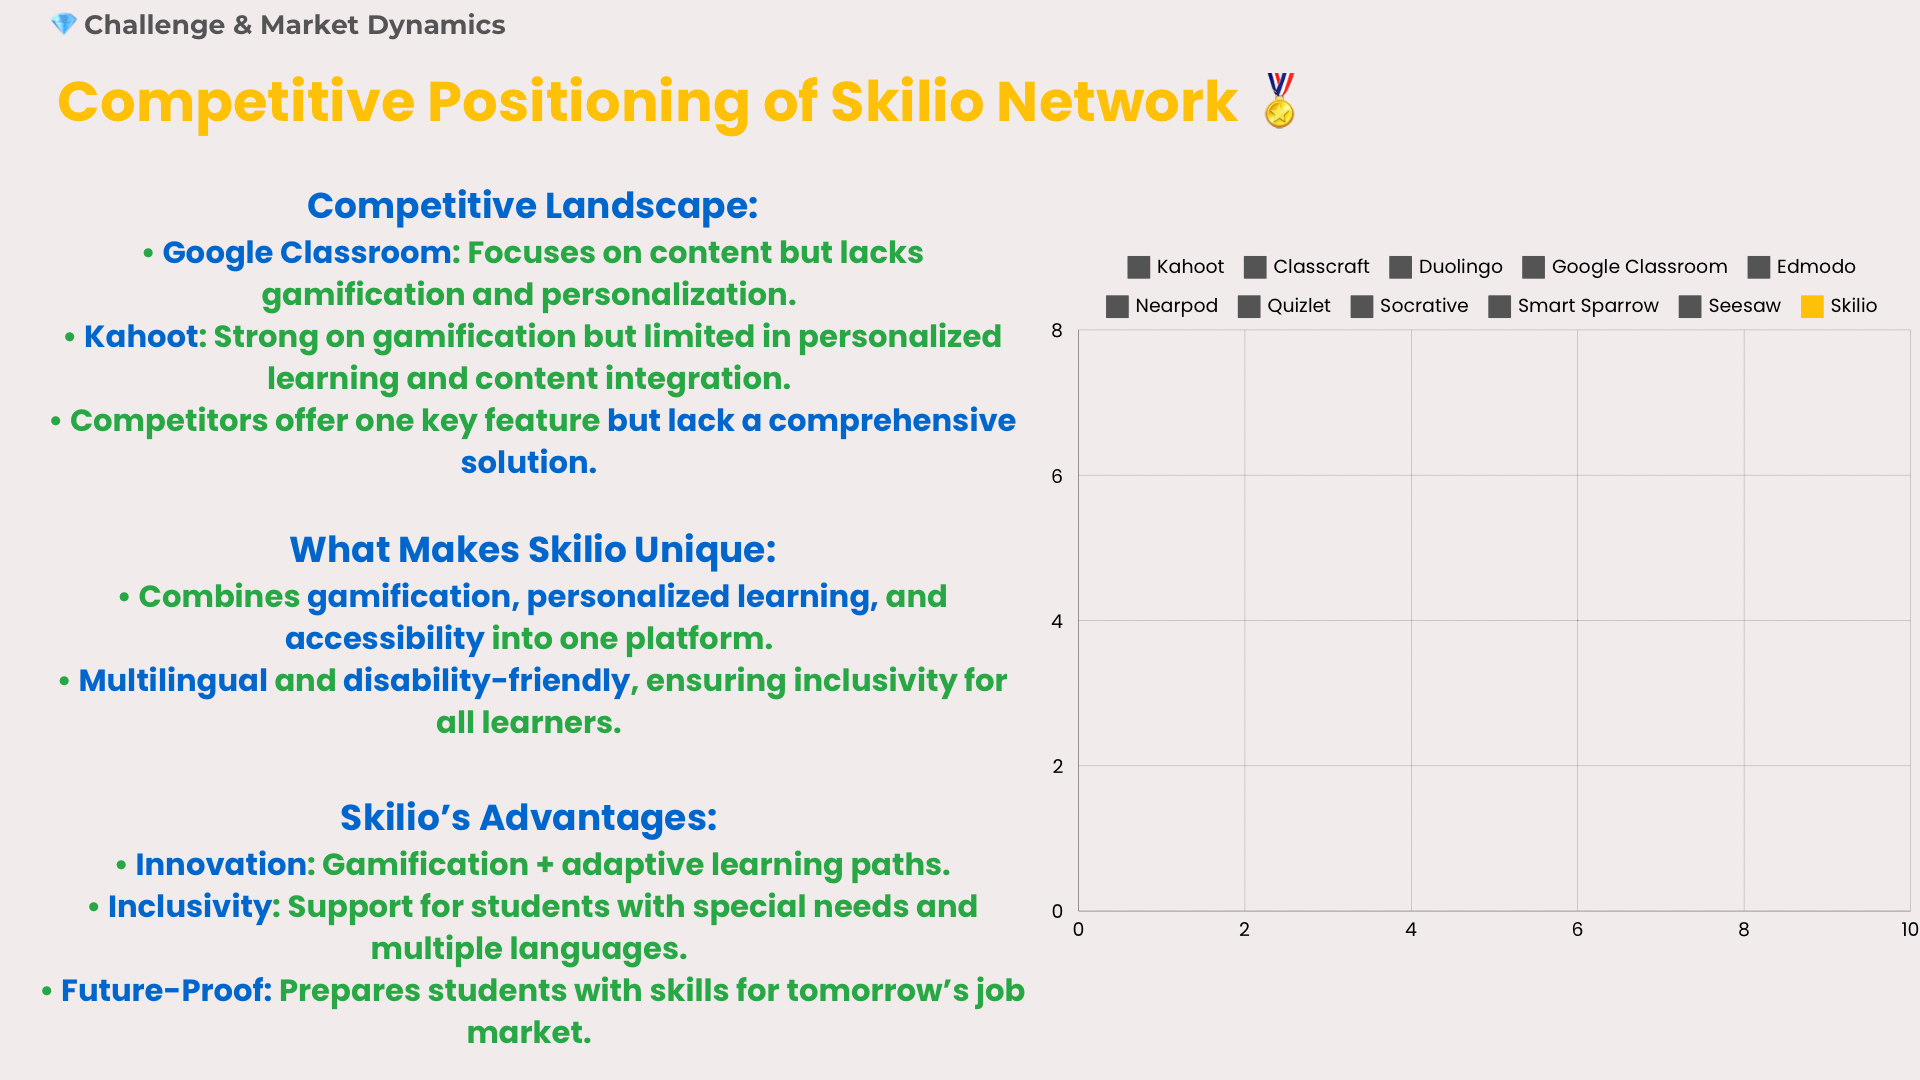 💎 Challenge & Market Dynamics
Competitive Positioning of Skilio Network 🏅
Competitive Landscape:
• Google Classroom: Focuses on content but lacks
gamification and personalization.
• Kahoot: Strong on gamification but limited in personalized
learning and content integration.
• Competitors offer one key feature but lack a comprehensive
solution.
What Makes Skilio Unique:
• Combines gamification, personalized learning, and
accessibility into one platform.
• Multilingual and disability-friendly, ensuring inclusivity for
all learners.
Skilio’s Advantages:
• Innovation: Gamification + adaptive learning paths.
• Inclusivity: Support for students with special needs and
multiple languages.
• Future-Proof: Prepares students with skills for tomorrow’s job
market.
Kahoot Classcraft Duolingo Google Classroom Edmodo
Nearpod Quizlet Socrative Smart Sparrow Seesaw Skilio
8
6
4
2
0
0 2 4 6 8 10